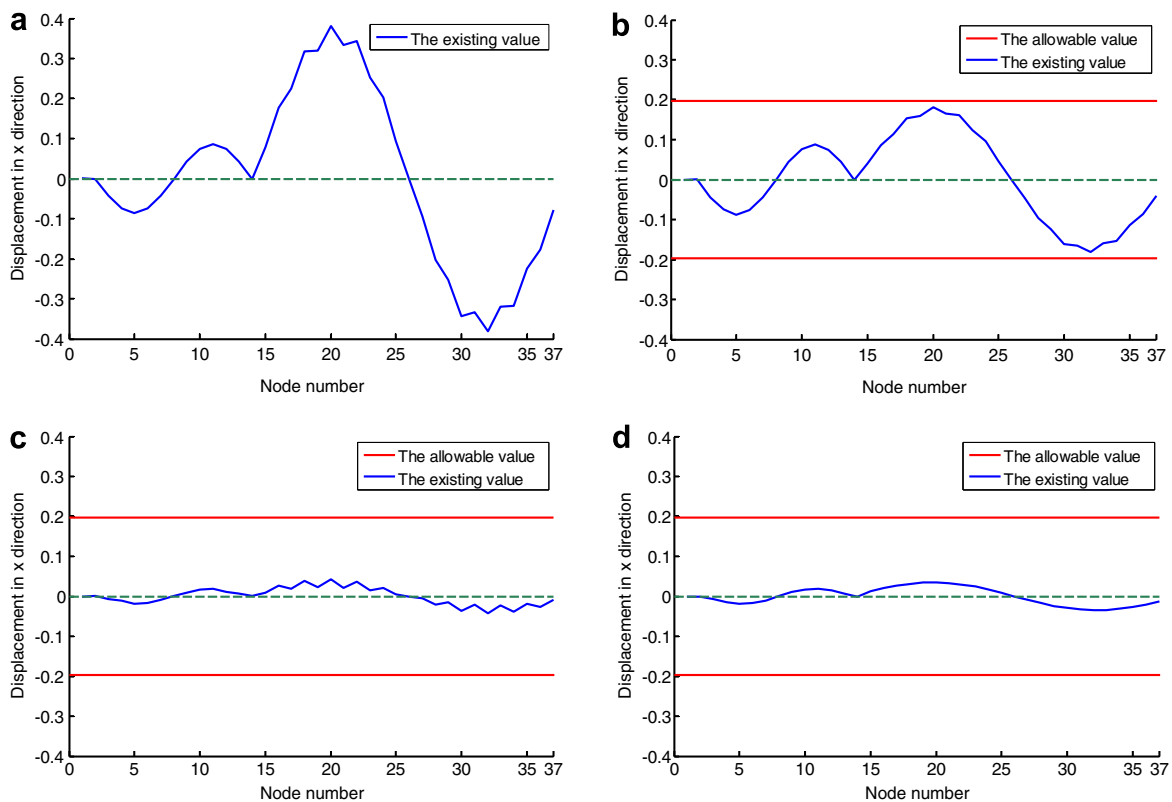 a
The existing value
Displacement in x direction
0.4
0.3
0.2
0.1
0
-0.1
-0.2
-0.3
-0.4
0 5 10 15 20 25 30 35 37
Node number
b
The allowable value
The existing value
Displacement in x direction
0.4
0.3
0.2
0.1
0
-0.1
-0.2
-0.3
-0.4
0 5 10 15 20 25 30 35 37
Node number
c
The allowable value
The existing value
Displacement in x direction
0.4
0.3
0.2
0.1
0
-0.1
-0.2
-0.3
-0.4
0 5 10 15 20 25 30 35 37
Node number
d
The allowable value
The existing value
Displacement in x direction
0.4
0.3
0.2
0.1
0
-0.1
-0.2
-0.3
-0.4
0 5 10 15 20 25 30 35 37
Node number